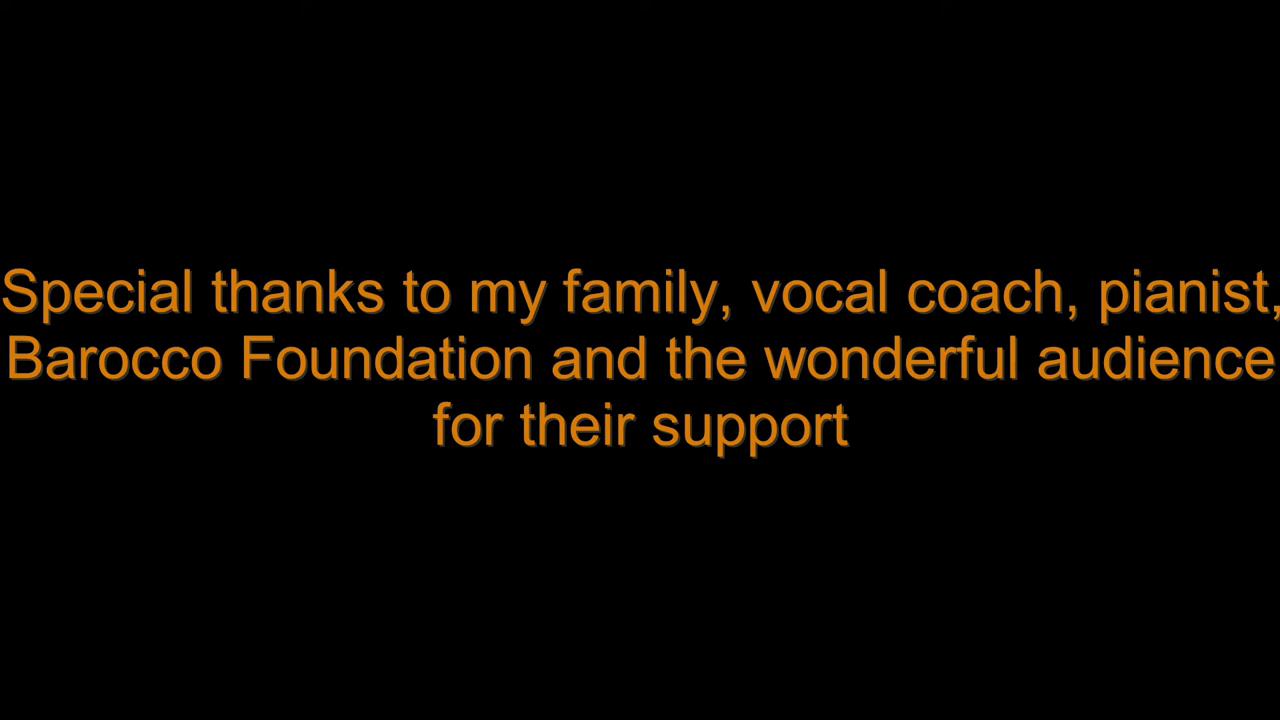 Special thanks to my family, vocal coach, pianist,
Barocco Foundation and the wonderful audience
for their support